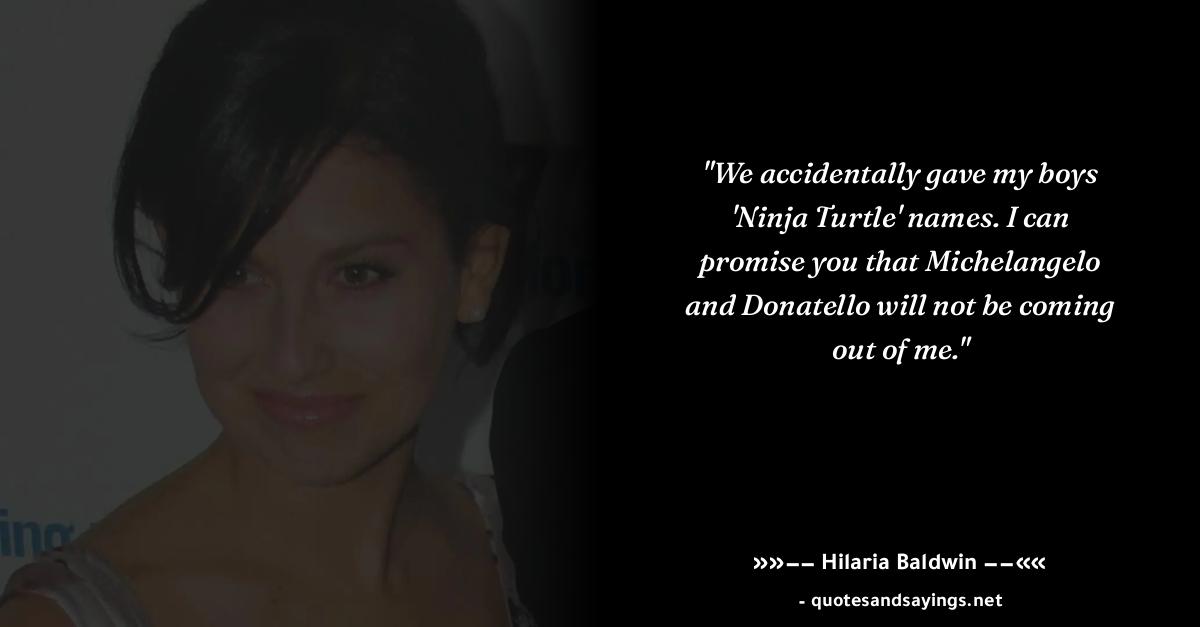 "We accidentally gave my boys
'Ninja Turtle' names. I can
promise you that Michelangelo
and Donatello will not be coming
out of me."
»»–– Hilaria Baldwin ––««
- quotesandsayings.net
ing